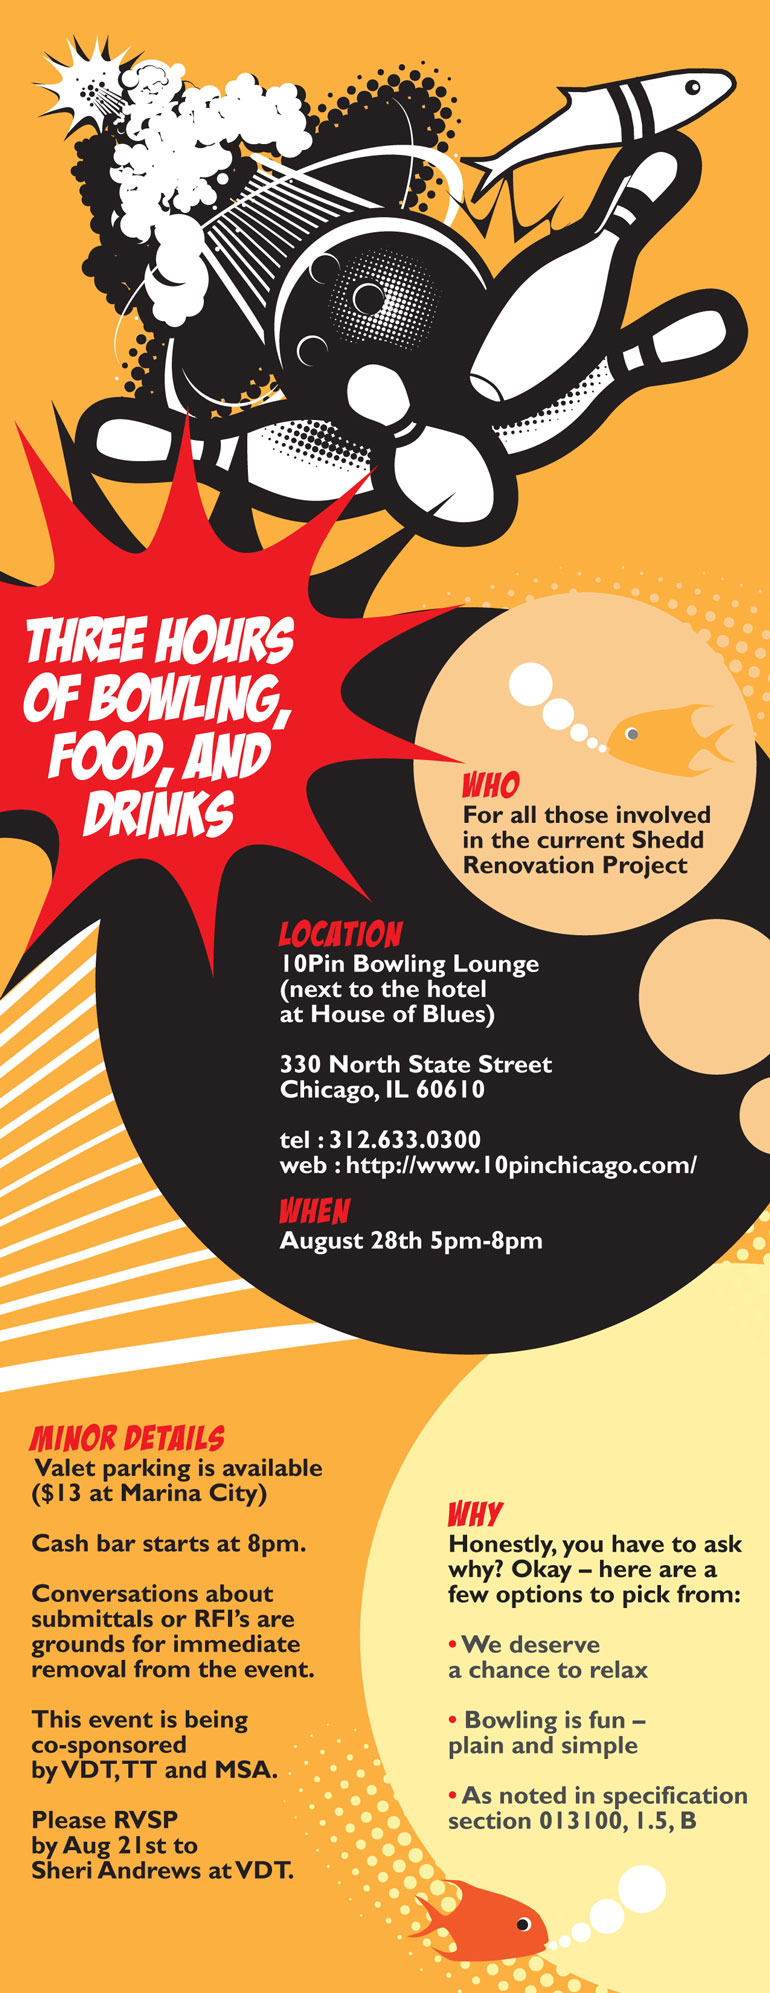 THREE HOURS
OF BOWLING,
FOOD, AND
DRINKS
WHO
For all those involved
in the current Shedd
Renovation Project
LOCATION
10Pin Bowling Lounge
(next to the hotel
at House of Blues)
330 North State Street
Chicago, IL 60610
tel : 312.633.0300
web : http://www.10pinchicago.com/
WHEN
August 28th 5pm-8pm
MINOR DETAILS
Valet parking is available
($13 at Marina City)
Cash bar starts at 8pm.
Conversations about
submittals or RFI's are
grounds for immediate
removal from the event.
This event is being
co-sponsored
by VDT, TT and MSA.
Please RVSP
by Aug 21st to
Sheri Andrews at VDT.
WHY
Honestly, you have to ask
why? Okay – here are a
few options to pick from:
• We deserve
a chance to relax
• Bowling is fun –
plain and simple
• As noted in specification
section 013100, 1.5, B